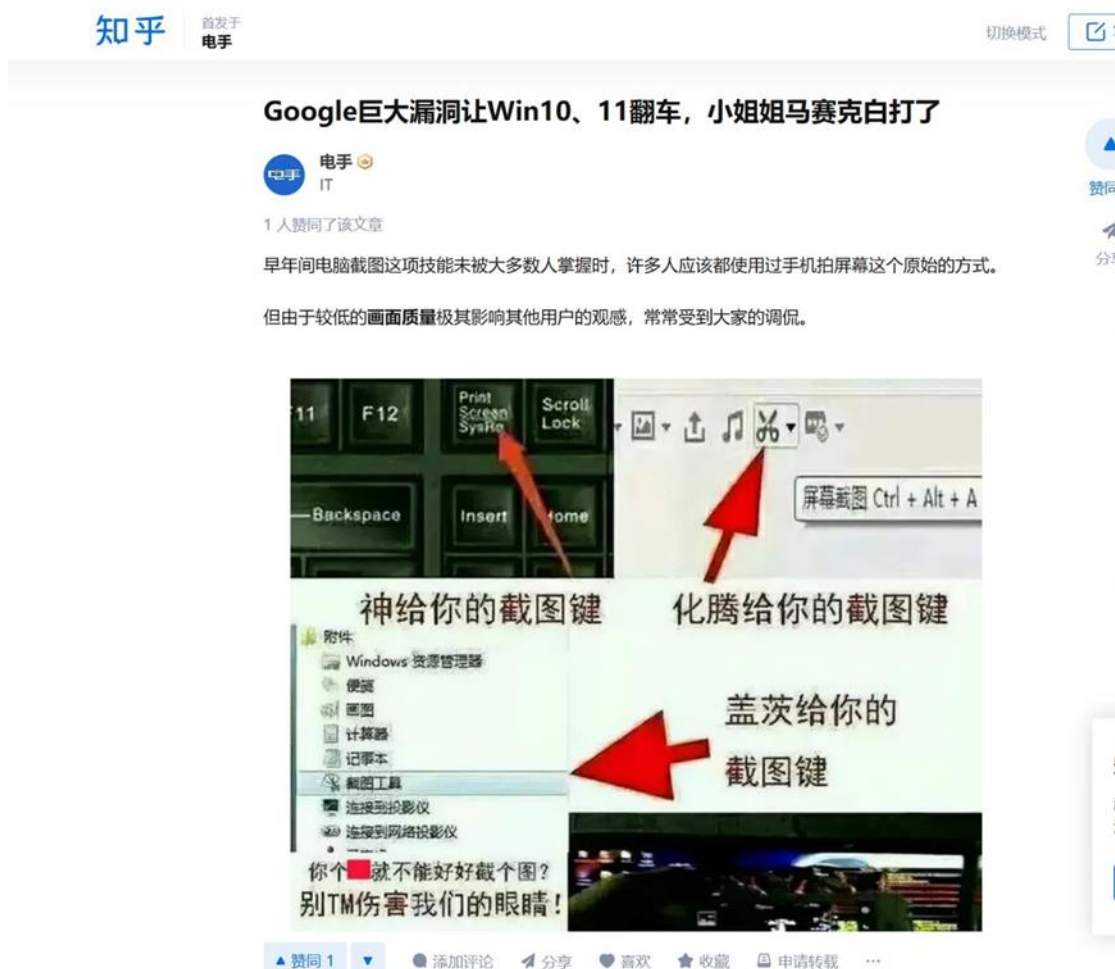 知乎
首发于
电手
切换模式
Google巨大漏洞让Win10、11翻车，小姐姐马赛克白打了
电手
电手
IT
1 人赞同了该文章
赞同
分享
早年间电脑截图这项技能未被大多数人掌握时，许多人应该都使用过手机拍屏幕这个原始的方式。
但由于较低的画面质量极其影响其他用户的观感，常常受到大家的调侃。
F12
Print
Screen
SysRq
Scroll
Lock
Backspace
Insert
Home
屏幕截图 Ctrl + Alt + A
神给你的截图键
化腾给你的截图键
附件
Windows 资源管理器
便笺
画图
计算器
记事本
截图工具
连接到投影仪
连接到网络投影仪
盖茨给你的
截图键
你个 就不能好好截个图？
别TM伤害我们的眼睛！
赞同 1
添加评论
分享
喜欢
收藏
申请转载